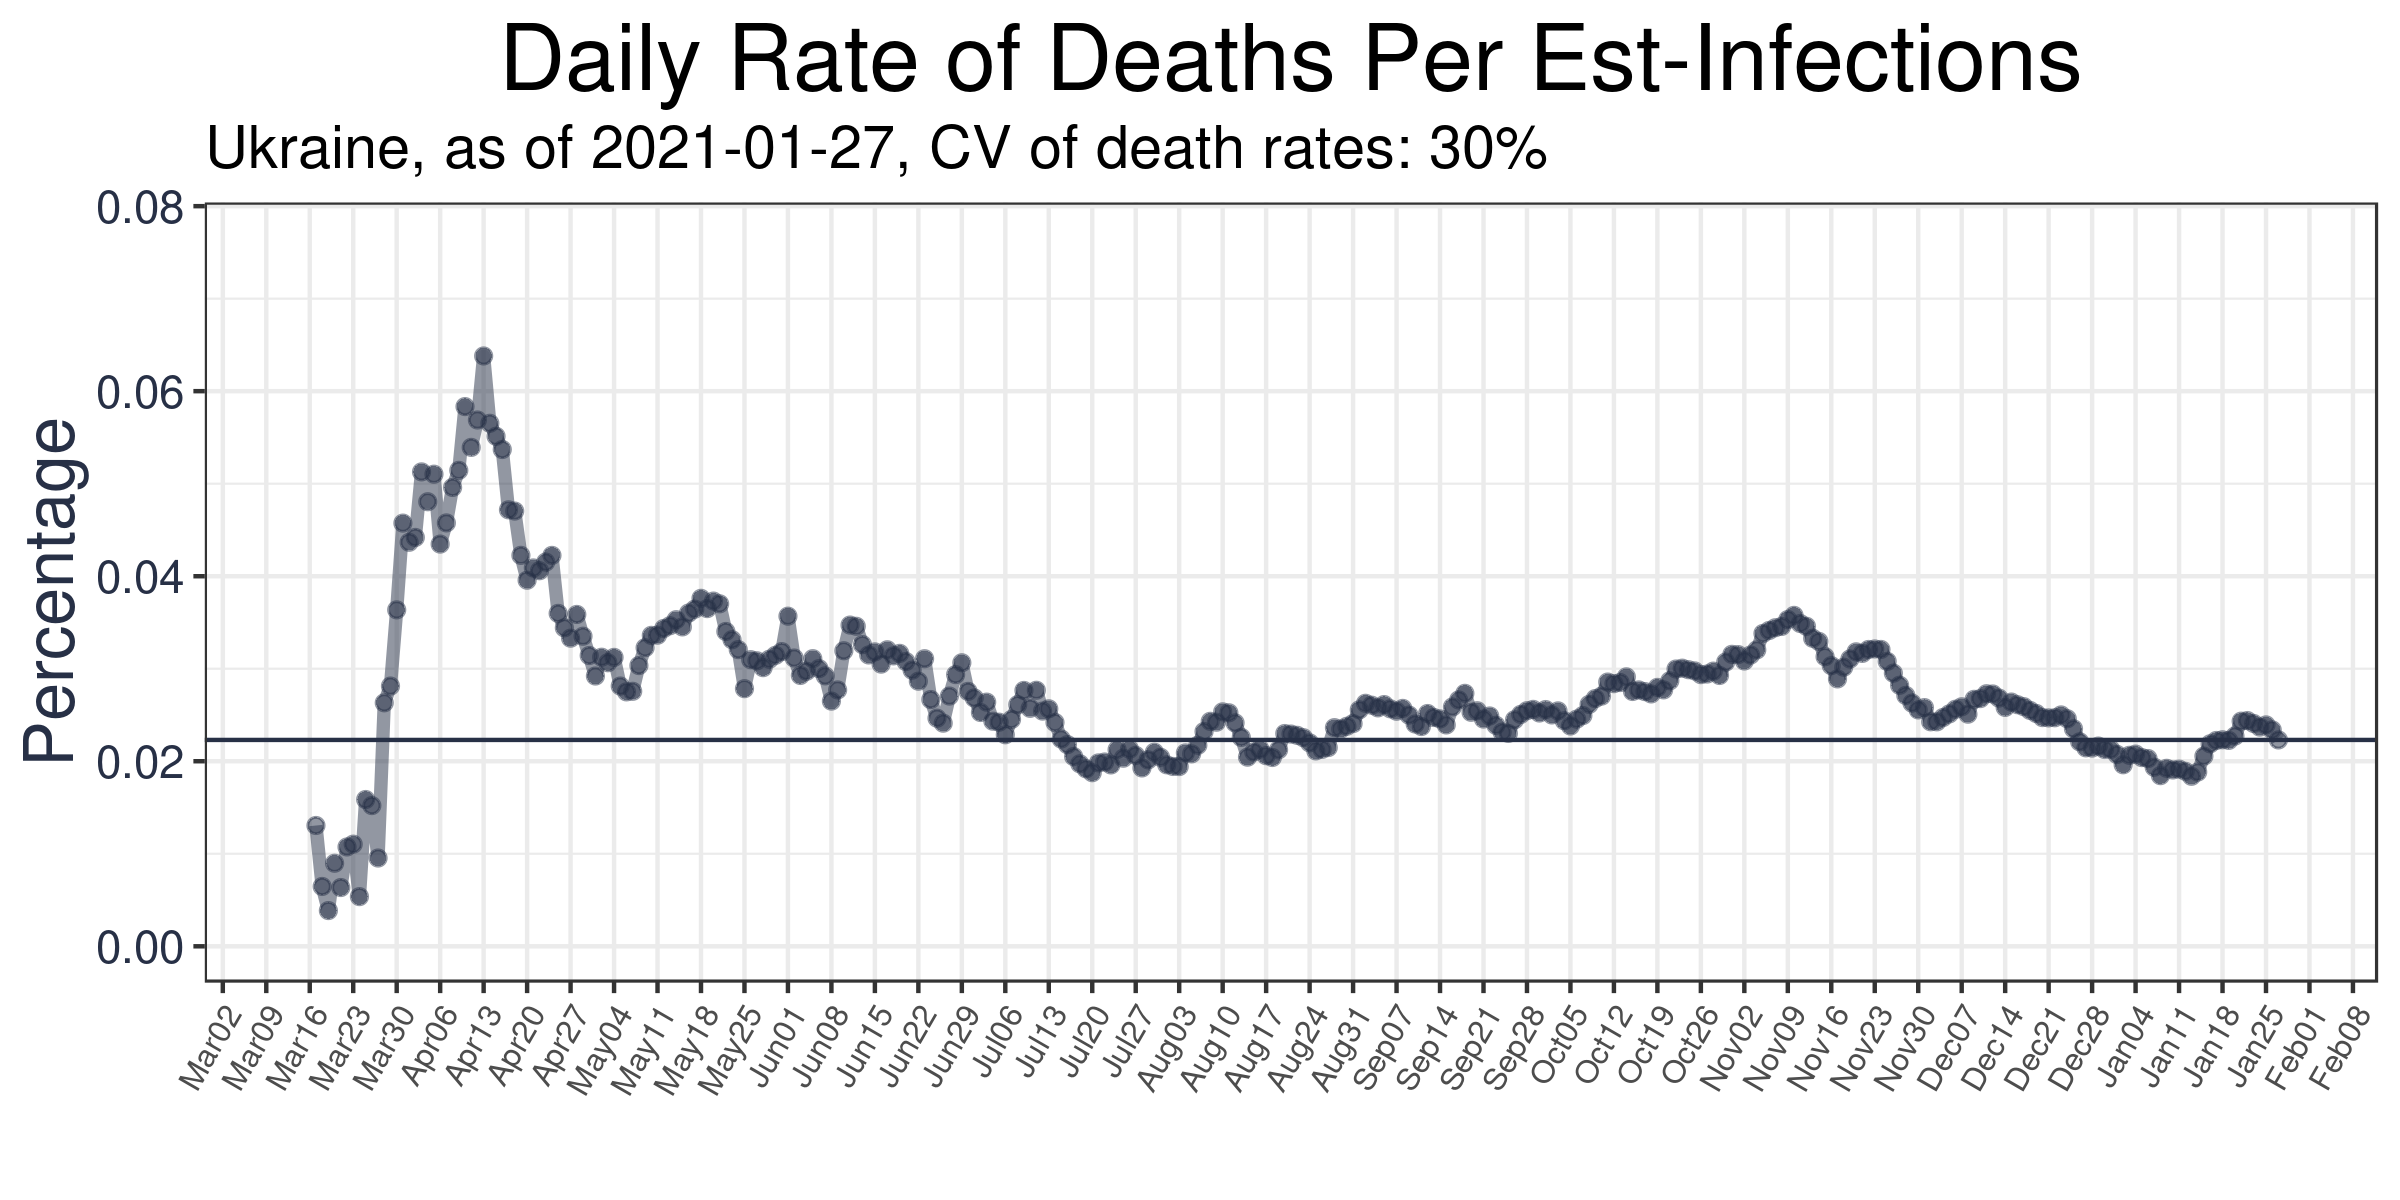 Daily Rate of Deaths Per Est-Infections
Ukraine, as of 2021-01-27, CV of death rates: 30%
Percentage
0.08
0.06
0.04
0.02
0.00
Mar02
Mar09
Mar16
Mar23
Mar30
Apr06
Apr13
Apr20
Apr27
May04
May11
May18
May25
Jun01
Jun08
Jun15
Jun22
Jun29
Jul06
Jul13
Jul20
Jul27
Aug03
Aug10
Aug17
Aug24
Aug31
Sep07
Sep14
Sep21
Sep28
Oct05
Oct12
Oct19
Oct26
Nov02
Nov09
Nov16
Nov23
Nov30
Dec07
Dec14
Dec21
Dec28
Jan04
Jan11
Jan18
Jan25
Feb01
Feb08